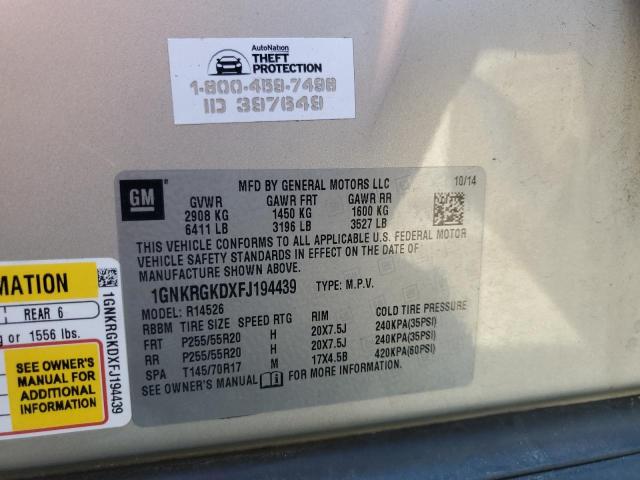 AutoNation
THEFT
PROTECTION
1-800-459-7498
ID 397649
GM
MFD BY GENERAL MOTORS LLC 10/14
GVWR GAWR FRT GAWR RR
2908 KG 1450 KG 1600 KG
6411 LB 3196 LB 3527 LB
THIS VEHICLE CONFORMS TO ALL APPLICABLE U.S. FEDERAL MOTOR
VEHICLE SAFETY STANDARDS IN EFFECT ON THE DATE OF
MANUFACTURE SHOWN ABOVE.
1GNKRGKDXFJ194439 TYPE: M.P.V.
MODEL: R14526
RBBM TIRE SIZE SPEED RTG RIM COLD TIRE PRESSURE
FRT P255/55R20 H 20X7.5J 240KPA(35PSI)
RR P255/55R20 H 20X7.5J 240KPA(35PSI)
SPA T145/70R17 M 17X4.5B 420KPA(60PSI)
SEE OWNER'S MANUAL FOR MORE INFORMATION
MATION
REAR 6
or 1556 lbs.
SEE OWNER'S
MANUAL FOR
ADDITIONAL
INFORMATION
1GNKRGKDXFJ194439